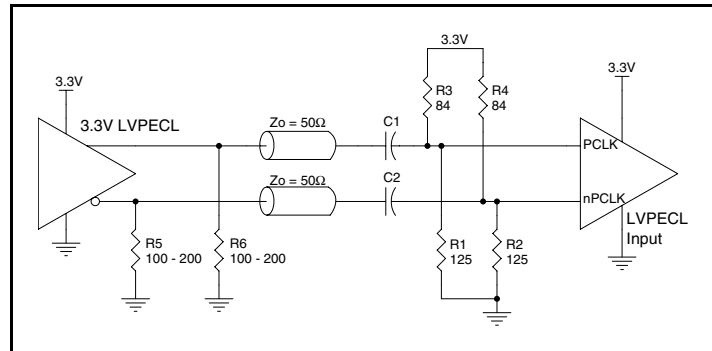 3.3V
3.3V LVPECL
Zo = 50Ω
C1
3.3V
R3
84
R4
84
3.3V
PCLK
Zo = 50Ω
C2
nPCLK
LVPECL
Input
R5
100 - 200
R6
100 - 200
R1
125
R2
125